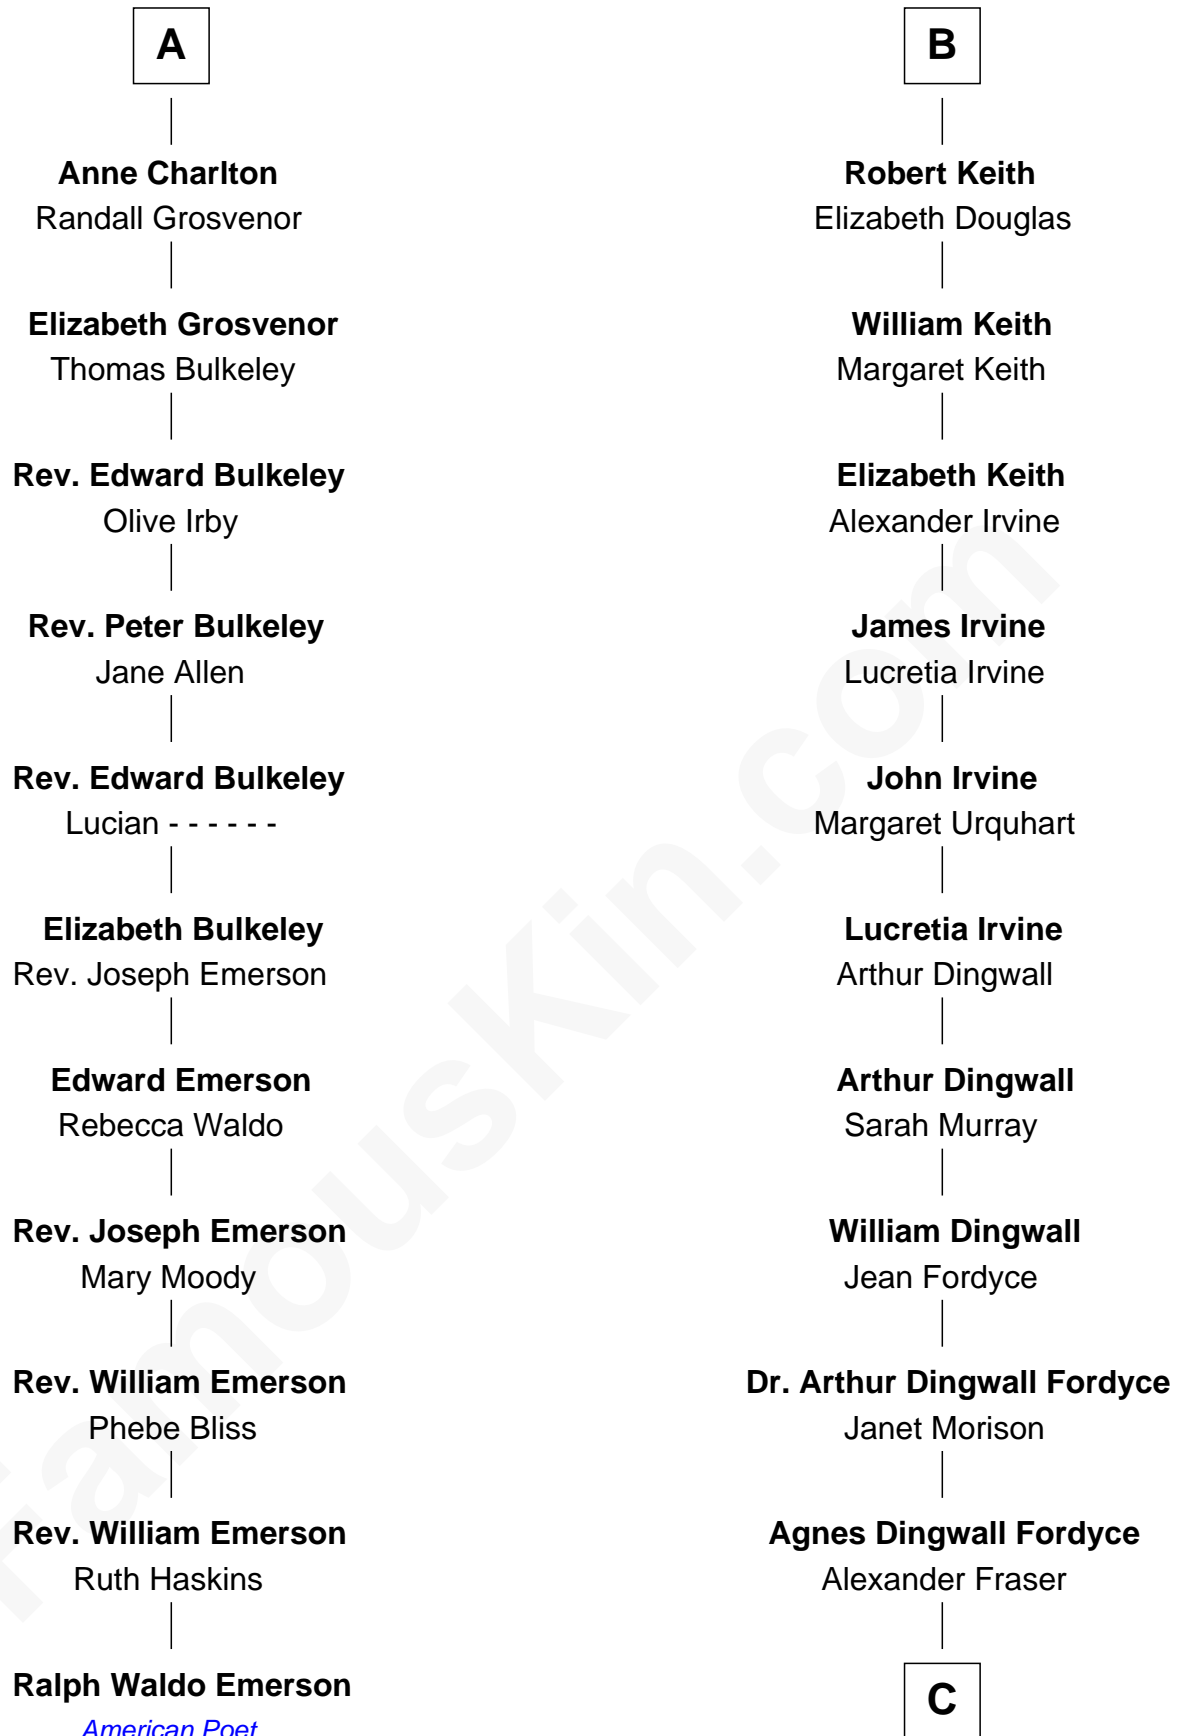 A
Anne Charlton
Randall Grosvenor
Elizabeth Grosvenor
Thomas Bulkeley
Rev. Edward Bulkeley
Olive Irby
Rev. Peter Bulkeley
Jane Allen
Rev. Edward Bulkeley
Lucian - - - - - -
Elizabeth Bulkeley
Rev. Joseph Emerson
Edward Emerson
Rebecca Waldo
Rev. Joseph Emerson
Mary Moody
Rev. William Emerson
Phebe Bliss
Rev. William Emerson
Ruth Haskins
Ralph Waldo Emerson
American Poet
B
Robert Keith
Elizabeth Douglas
William Keith
Margaret Keith
Elizabeth Keith
Alexander Irvine
James Irvine
Lucretia Irvine
John Irvine
Margaret Urquhart
Lucretia Irvine
Arthur Dingwall
Arthur Dingwall
Sarah Murray
William Dingwall
Jean Fordyce
Dr. Arthur Dingwall Fordyce
Janet Morison
Agnes Dingwall Fordyce
Alexander Fraser
C
FamousKin.com